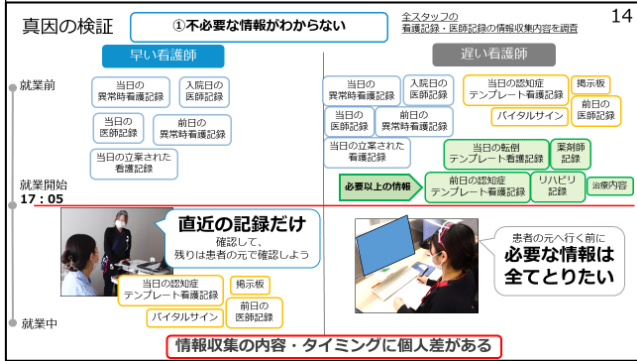 真因の検証
①不必要な情報がわからない
全スタッフの
看護記録・医師記録の情報収集内容を調査
14
早い看護師
遅い看護師
就業前
当日の
異常時看護記録
入院日の
医師記録
当日の
医師記録
前日の
異常時看護記録
当日の立案された
看護記録
当日の
異常時看護記録
入院日の
医師記録
当日の
医師記録
前日の
異常時看護記録
当日の立案された
看護記録
当日の認知症
テンプレート看護記録
掲示板
バイタルサイン
前日の
医師記録
当日の転倒
テンプレート看護記録
薬剤師
記録
必要以上の情報
前日の認知症
テンプレート看護記録
リハビリ
記録
治療内容
就業開始
17：05
直近の記録だけ
確認して、
残りは患者の元で確認しよう
当日の認知症
テンプレート看護記録
掲示板
バイタルサイン
前日の
医師記録
患者の元へ行く前に
必要な情報は
全てとりたい
就業中
情報収集の内容・タイミングに個人差がある